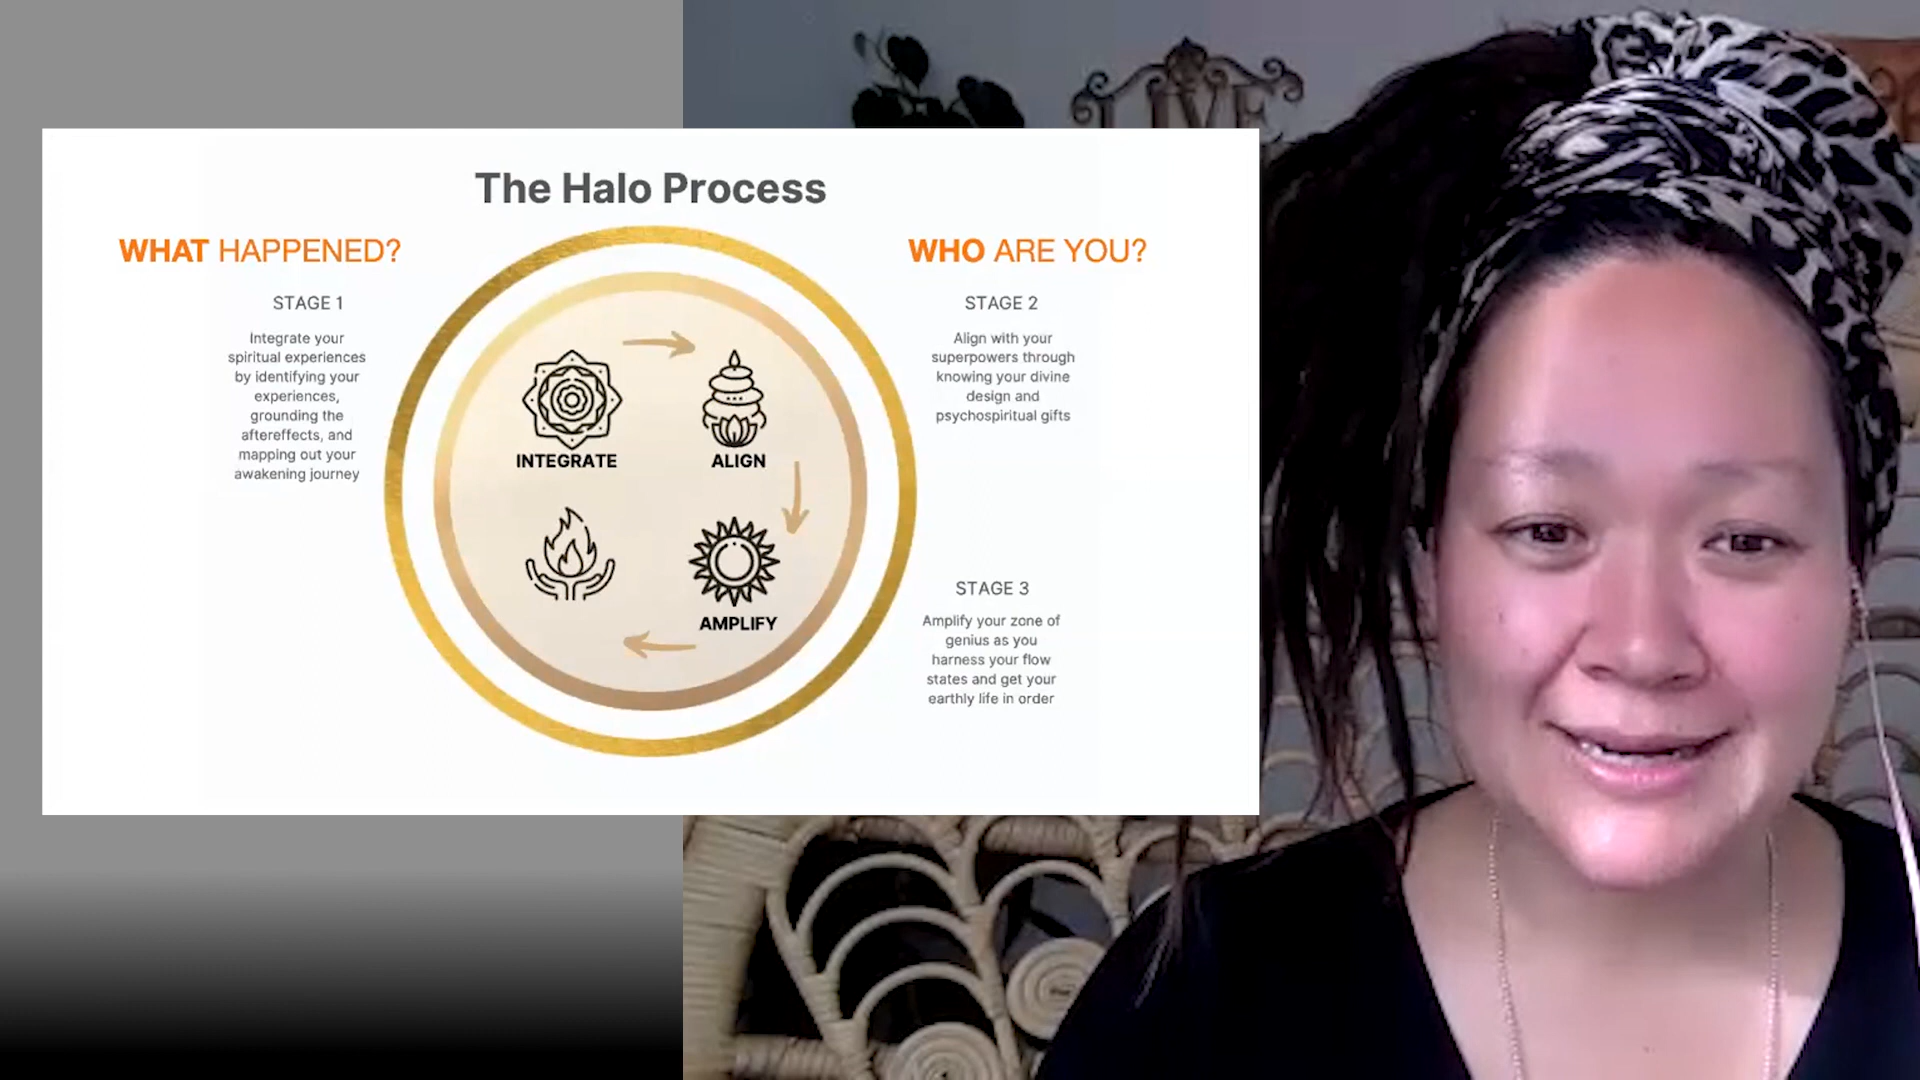 LIVE
The Halo Process
WHAT HAPPENED?
STAGE 1
Integrate your
spiritual experiences
by identifying your
experiences,
grounding the
aftereffects, and
mapping out your
awakening journey
WHO ARE YOU?
STAGE 2
Align with your
superpowers through
knowing your divine
design and
psychospiritual gifts
INTEGRATE
ALIGN
AMPLIFY
STAGE 3
Amplify your zone of
genius as you
harness your flow
states and get your
earthly life in order